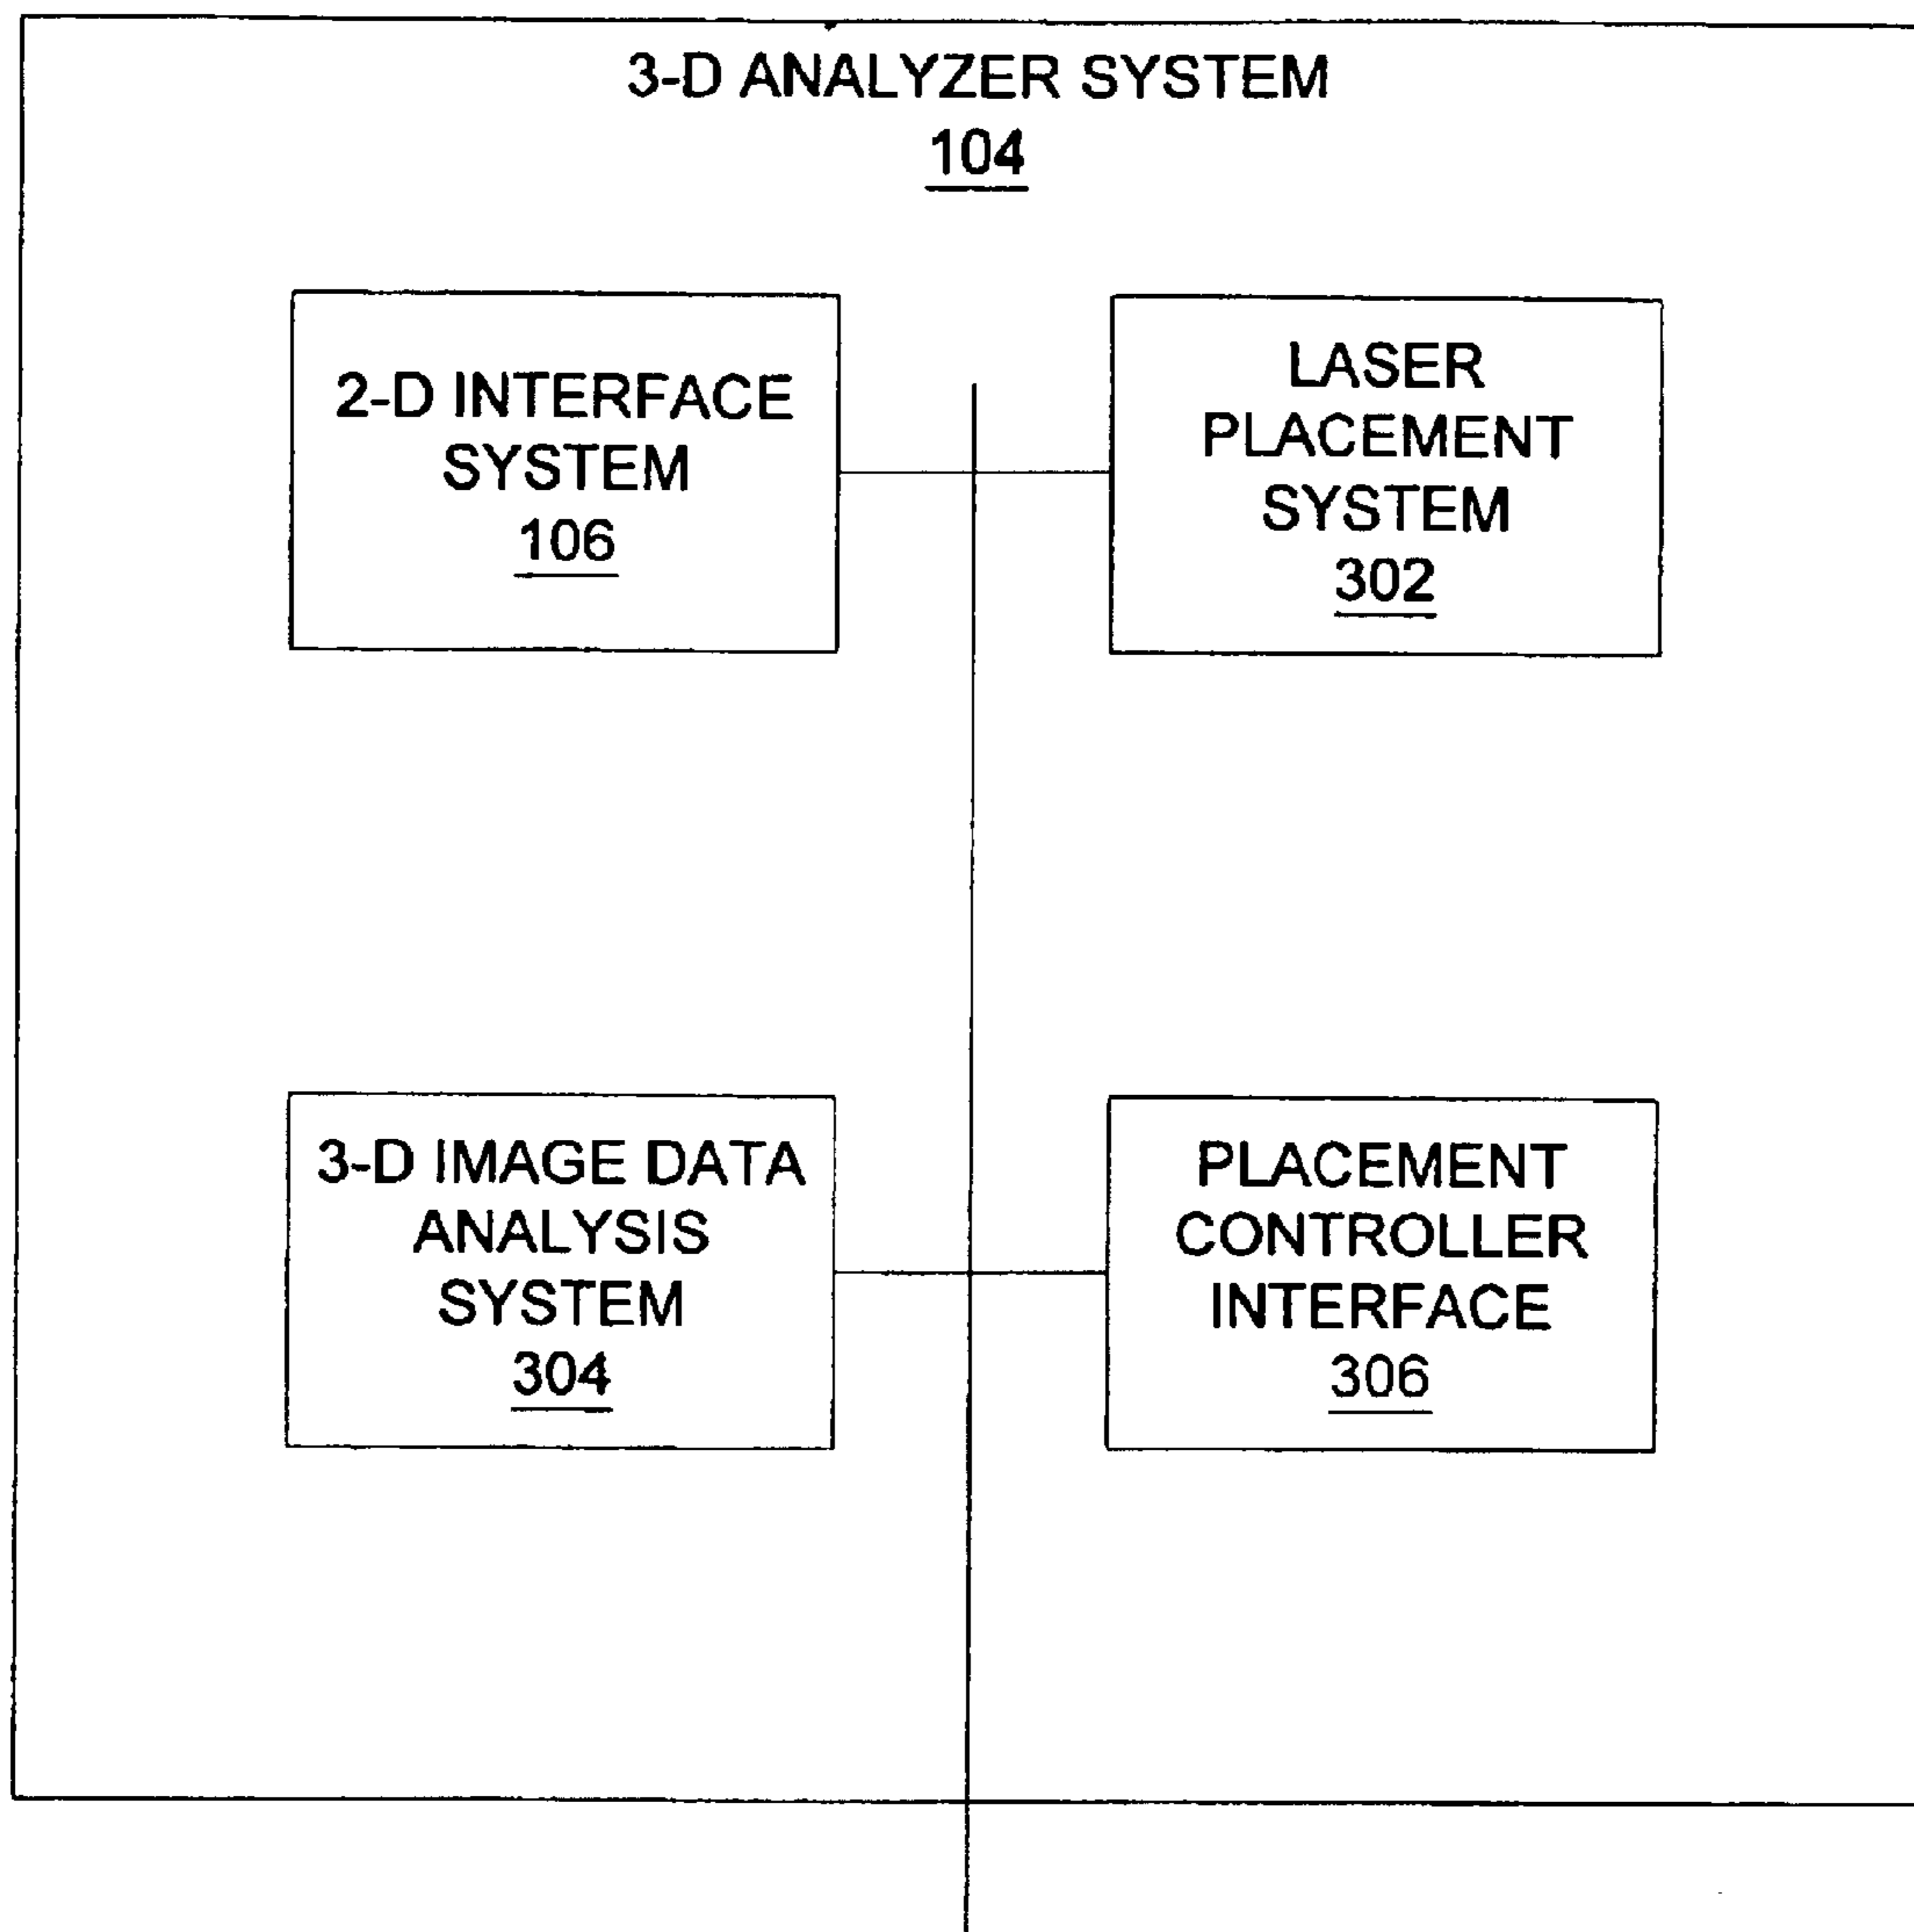 3-D ANALYZER SYSTEM
104
2-D INTERFACE
SYSTEM
106
LASER
PLACEMENT
SYSTEM
302
3-D IMAGE DATA
ANALYSIS
SYSTEM
304
PLACEMENT
CONTROLLER
INTERFACE
306